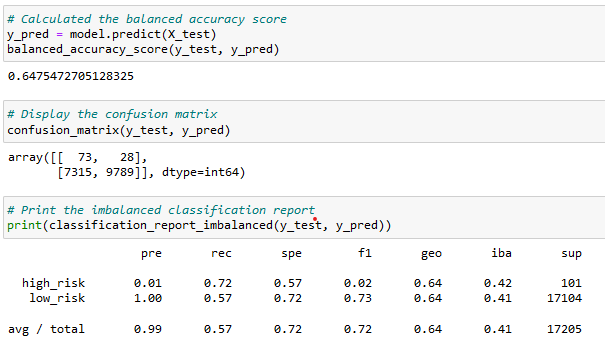 # Calculated the balanced accuracy score
y_pred = model.predict(X_test)
balanced_accuracy_score(y_test, y_pred)
0.6475472705128325
# Display the confusion matrix
confusion_matrix(y_test, y_pred)
array([[  73,   28],
       [7315, 9789]], dtype=int64)
# Print the imbalanced classification report
print(classification_report_imbalanced(y_test, y_pred))
                   pre       rec       spe        f1       geo       iba       sup
  high_risk       0.01      0.72      0.57      0.02      0.64      0.42       101
   low_risk       1.00      0.57      0.72      0.73      0.64      0.41     17104
avg / total       0.99      0.57      0.72      0.72      0.64      0.41     17205